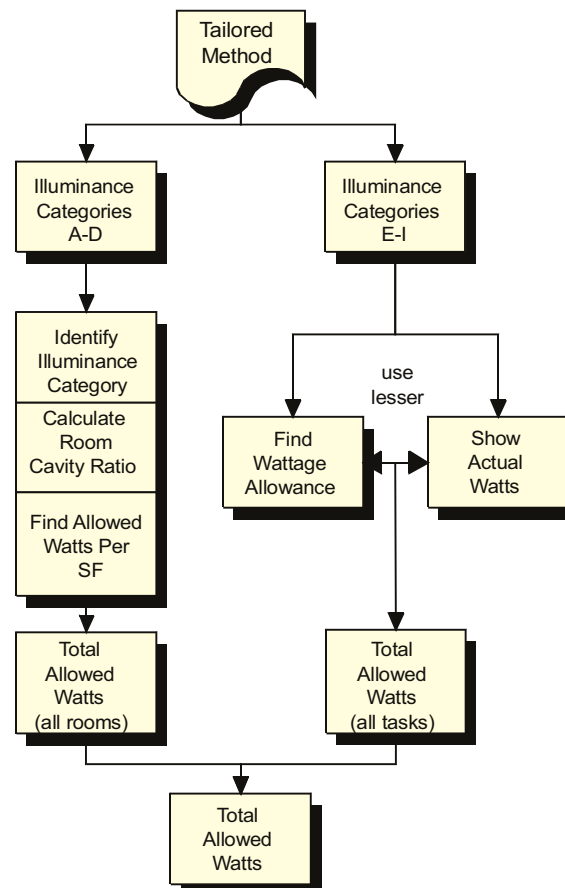 Tailored
Method
Illuminance
Categories
A-D
Illuminance
Categories
E-I
Identify
Illuminance
Category
Calculate
Room
Cavity Ratio
Find Allowed
Watts Per
SF
use
lesser
Find
Wattage
Allowance
Show
Actual
Watts
Total
Allowed
Watts
(all rooms)
Total
Allowed
Watts
(all tasks)
Total
Allowed
Watts